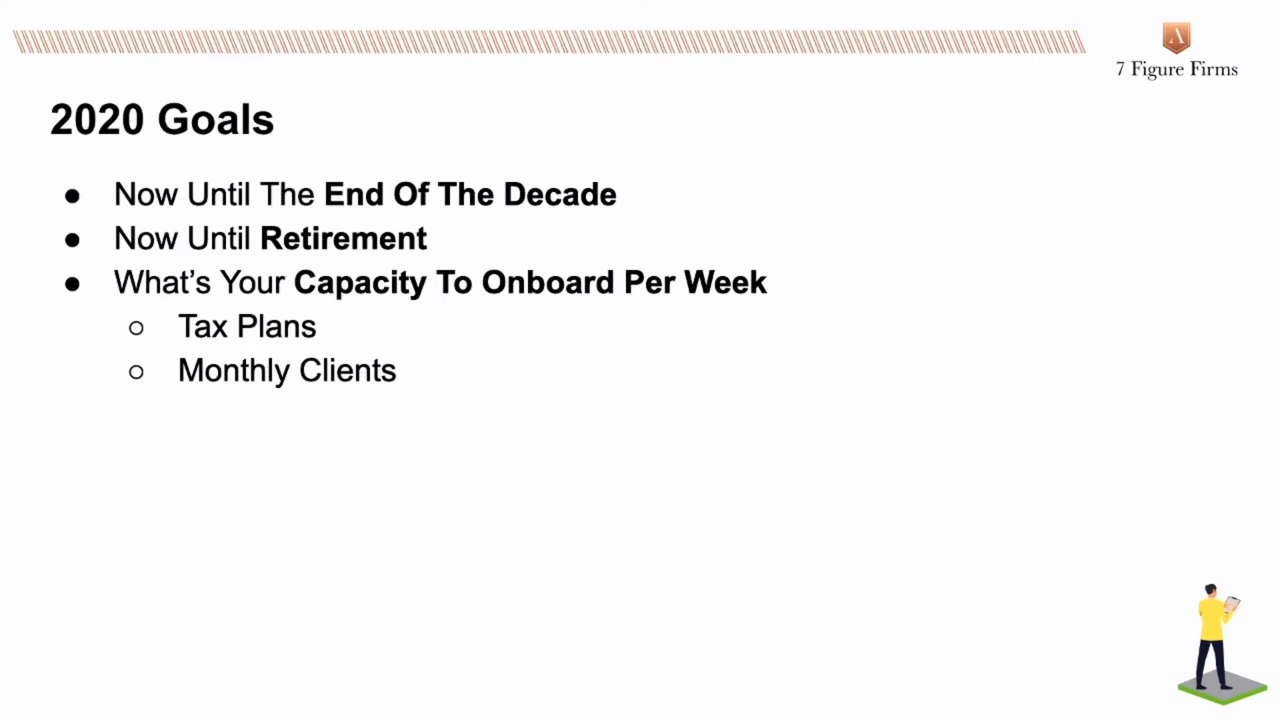 7 Figure Firms
2020 Goals
● Now Until The End Of The Decade
● Now Until Retirement
● What's Your Capacity To Onboard Per Week
○ Tax Plans
○ Monthly Clients